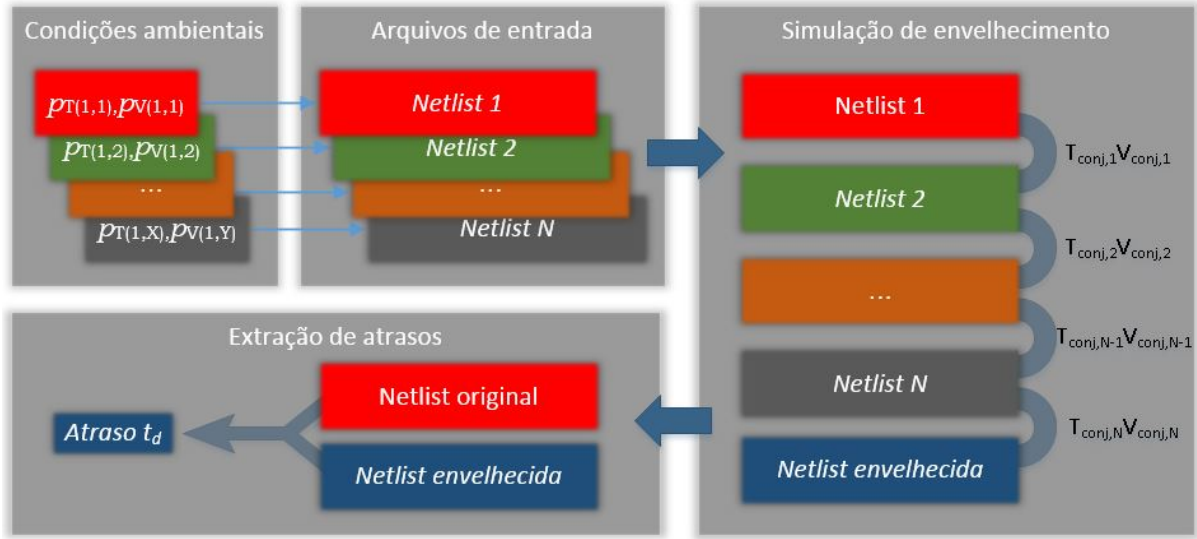 Condições ambientais
pT(1,1),pV(1,1)
pT(1,2),pV(1,2)
...
pT(1,X),pV(1,Y)
Arquivos de entrada
Netlist 1
Netlist 2
...
Netlist N
Simulação de envelhecimento
Netlist 1
Tconj,1Vconj,1
Netlist 2
Tconj,2Vconj,2
...
Tconj,N-1Vconj,N-1
Netlist N
Tconj,NVconj,N
Netlist envelhecida
Extração de atrasos
Netlist original
Atraso td
Netlist envelhecida